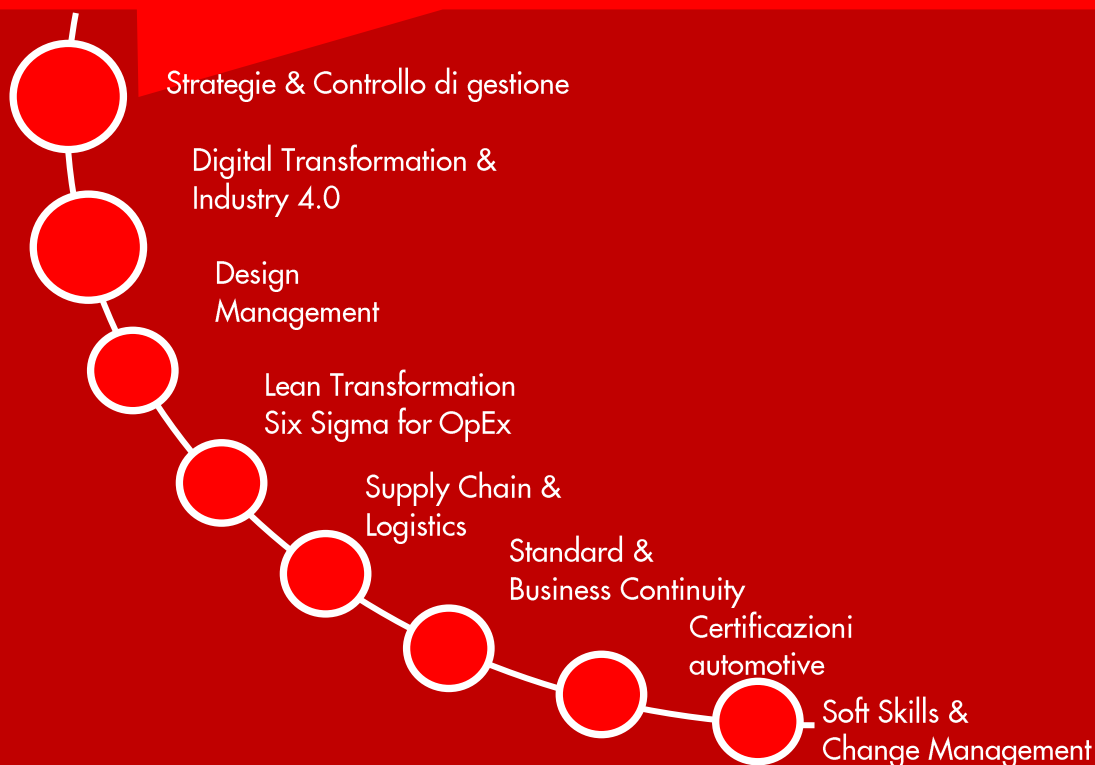 Strategie & Controllo di gestione
Digital Transformation &
Industry 4.0
Design
Management
Lean Transformation
Six Sigma for OpEx
Supply Chain &
Logistics
Standard &
Business Continuity
Certificazioni
automotive
Soft Skills &
Change Management